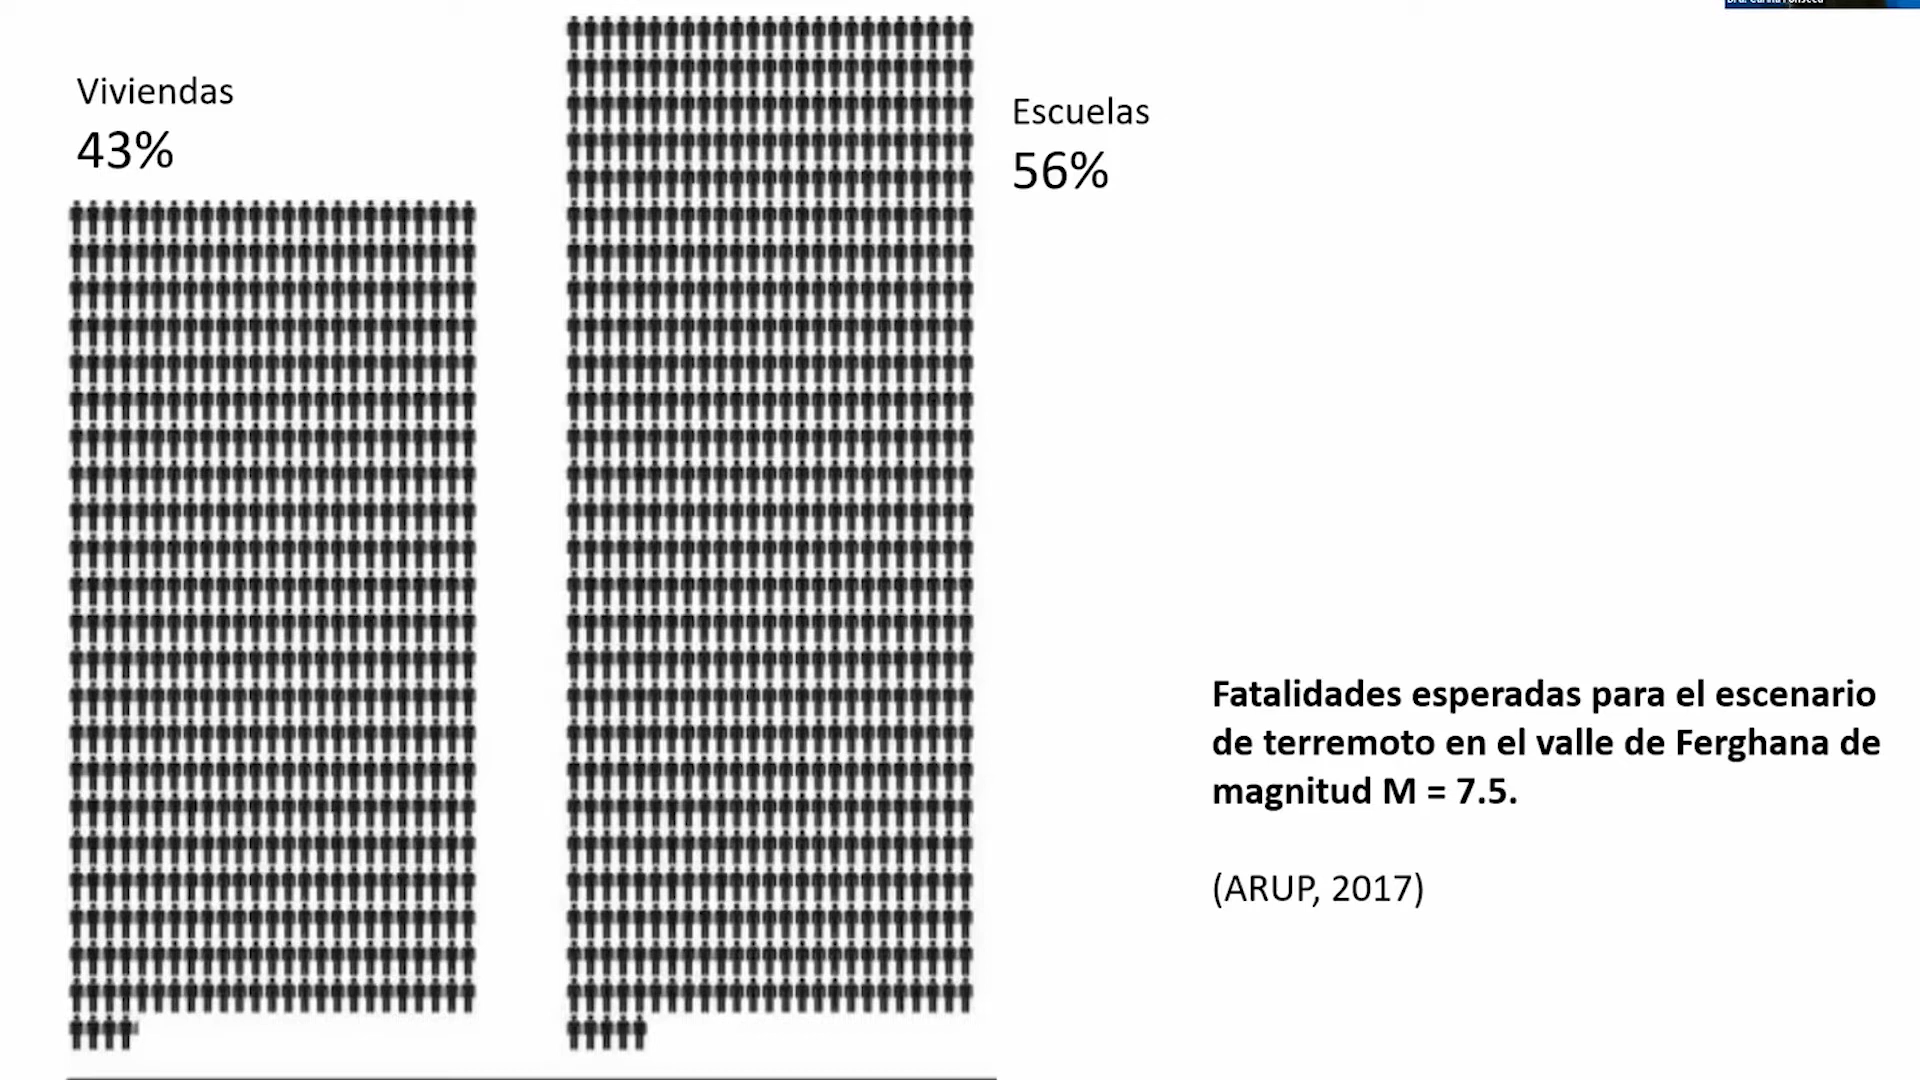 Viviendas
43%
Escuelas
56%
Fatalidades esperadas para el escenario
de terremoto en el valle de Ferghana de
magnitud M = 7.5.
(ARUP, 2017)